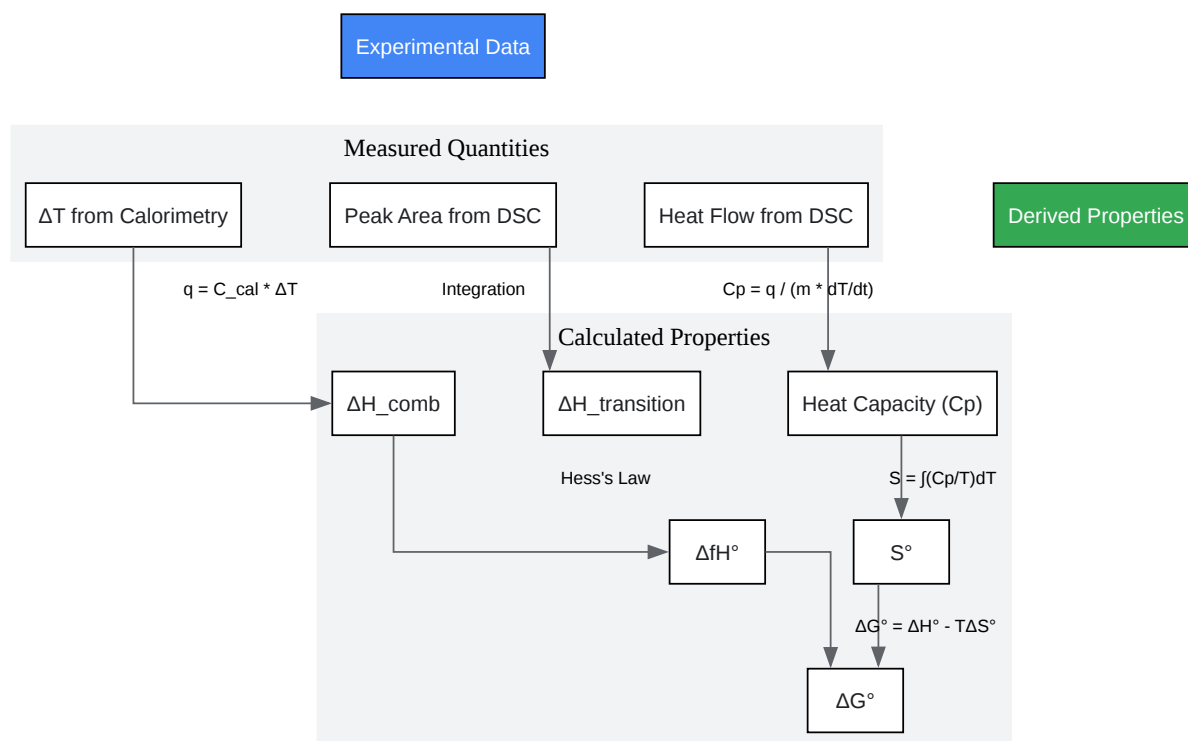 Experimental Data
Measured Quantities
ΔT from Calorimetry
Peak Area from DSC
Heat Flow from DSC
Derived Properties
q = C_cal * ΔT
Integration
Cp = q / (m * dT/dt)
Calculated Properties
ΔH_comb
ΔH_transition
Heat Capacity (Cp)
Hess's Law
S = ∫(Cp/T)dT
ΔfH°
S°
ΔG° = ΔH° - TΔS°
ΔG°